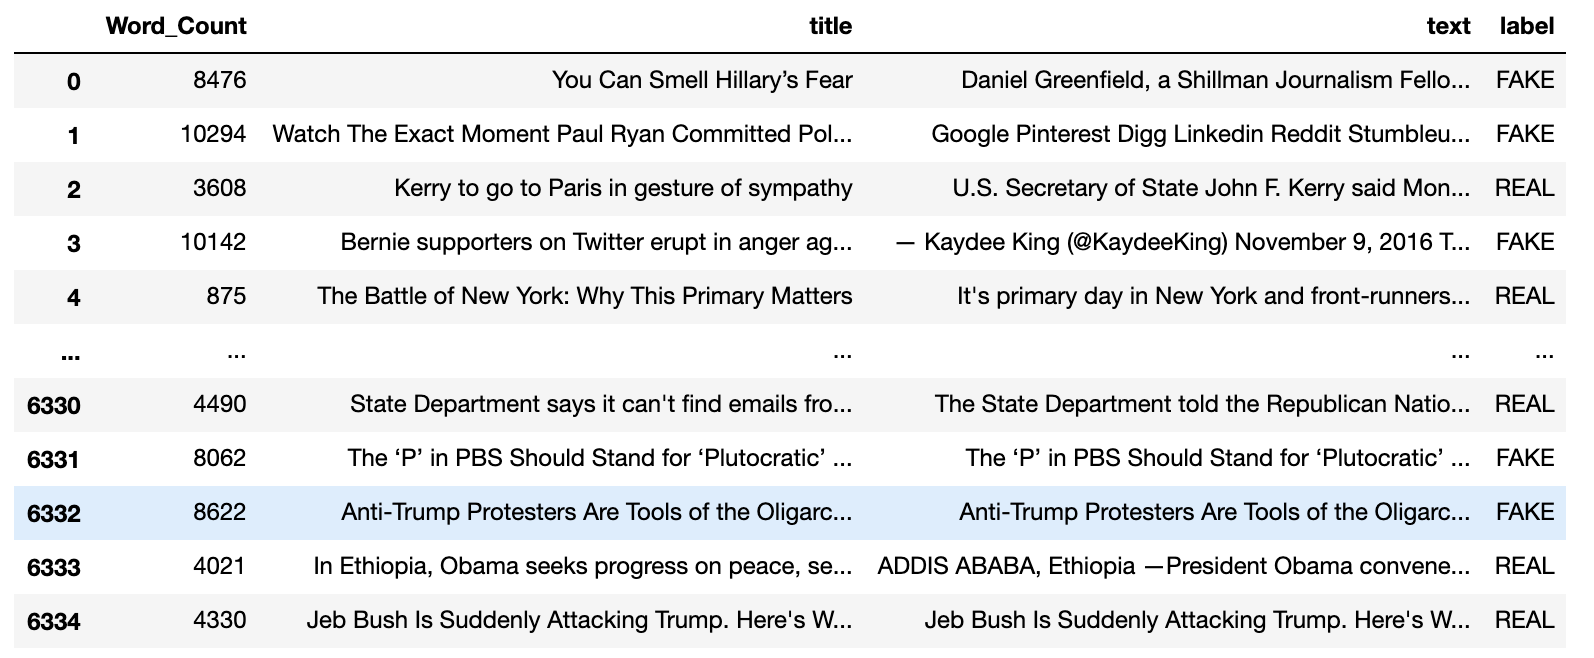 Word_Count title text label
0 8476 You Can Smell Hillary’s Fear Daniel Greenfield, a Shillman Journalism Fello... FAKE
1 10294 Watch The Exact Moment Paul Ryan Committed Pol... Google Pinterest Digg Linkedin Reddit Stumbleu... FAKE
2 3608 Kerry to go to Paris in gesture of sympathy U.S. Secretary of State John F. Kerry said Mon... REAL
3 10142 Bernie supporters on Twitter erupt in anger ag... — Kaydee King (@KaydeeKing) November 9, 2016 T... FAKE
4 875 The Battle of New York: Why This Primary Matters It's primary day in New York and front-runners... REAL
... ... ... ... ...
6330 4490 State Department says it can't find emails fro... The State Department told the Republican Natio... REAL
6331 8062 The ‘P’ in PBS Should Stand for ‘Plutocratic’ ... The ‘P’ in PBS Should Stand for ‘Plutocratic’ ... FAKE
6332 8622 Anti-Trump Protesters Are Tools of the Oligarc... Anti-Trump Protesters Are Tools of the Oligarc... FAKE
6333 4021 In Ethiopia, Obama seeks progress on peace, se... ADDIS ABABA, Ethiopia —President Obama convene... REAL
6334 4330 Jeb Bush Is Suddenly Attacking Trump. Here's W... Jeb Bush Is Suddenly Attacking Trump. Here's W... REAL